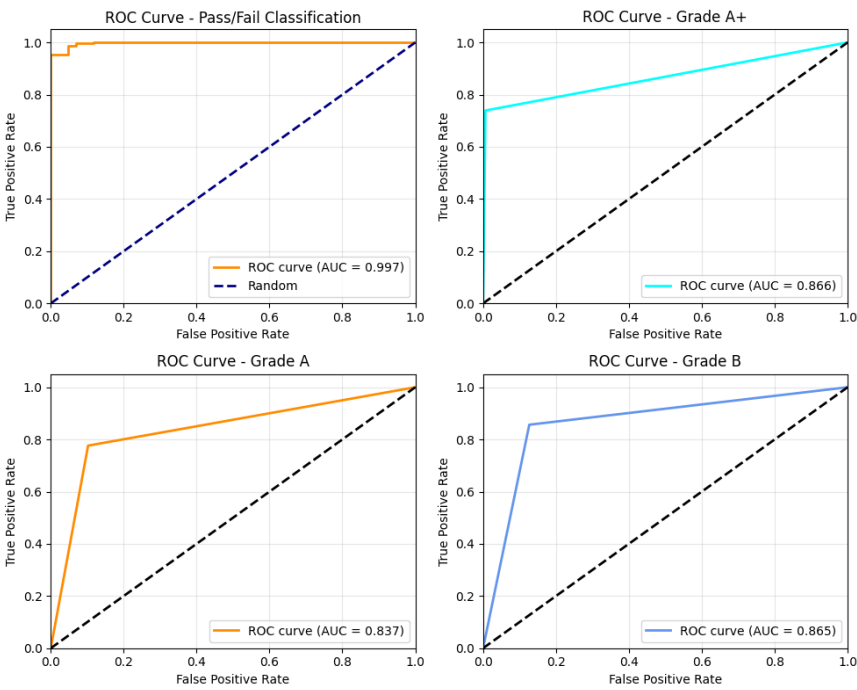 ROC Curve - Pass/Fail Classification
True Positive Rate
1.0
0.8
0.6
0.4
0.2
0.0
ROC curve (AUC = 0.997)
Random
0.0 0.2 0.4 0.6 0.8 1.0
False Positive Rate
ROC Curve - Grade A+
True Positive Rate
1.0
0.8
0.6
0.4
0.2
0.0
ROC curve (AUC = 0.866)
0.0 0.2 0.4 0.6 0.8 1.0
False Positive Rate
ROC Curve - Grade A
True Positive Rate
1.0
0.8
0.6
0.4
0.2
0.0
ROC curve (AUC = 0.837)
0.0 0.2 0.4 0.6 0.8 1.0
False Positive Rate
ROC Curve - Grade B
True Positive Rate
1.0
0.8
0.6
0.4
0.2
0.0
ROC curve (AUC = 0.865)
0.0 0.2 0.4 0.6 0.8 1.0
False Positive Rate